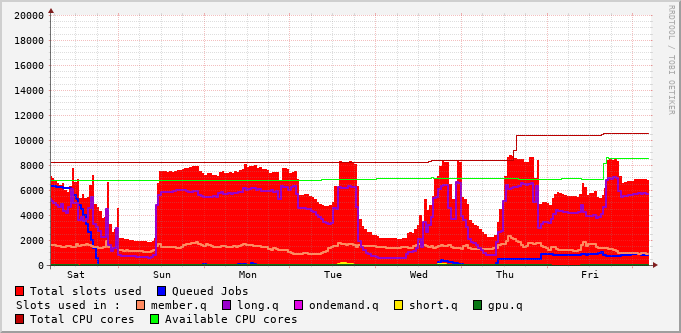 20000
18000
16000
14000
12000
10000
8000
6000
4000
2000
0
Sat Sun Mon Tue Wed Thu Fri
RRDTOOL / TOBI OETIKER
Total slots used Queued Jobs
Slots used in : member.q long.q ondemand.q short.q gpu.q
Total CPU cores Available CPU cores